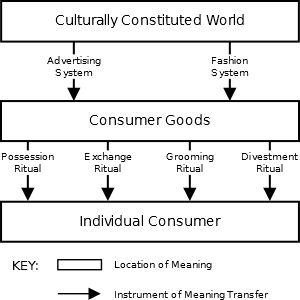 Culturally Constituted World
Advertising Fashion
System System
Consumer Goods
Possession Exchange Grooming Divestment
Ritual Ritual Ritual Ritual
Individual Consumer
KEY: Location of Meaning
Instrument of Meaning Transfer